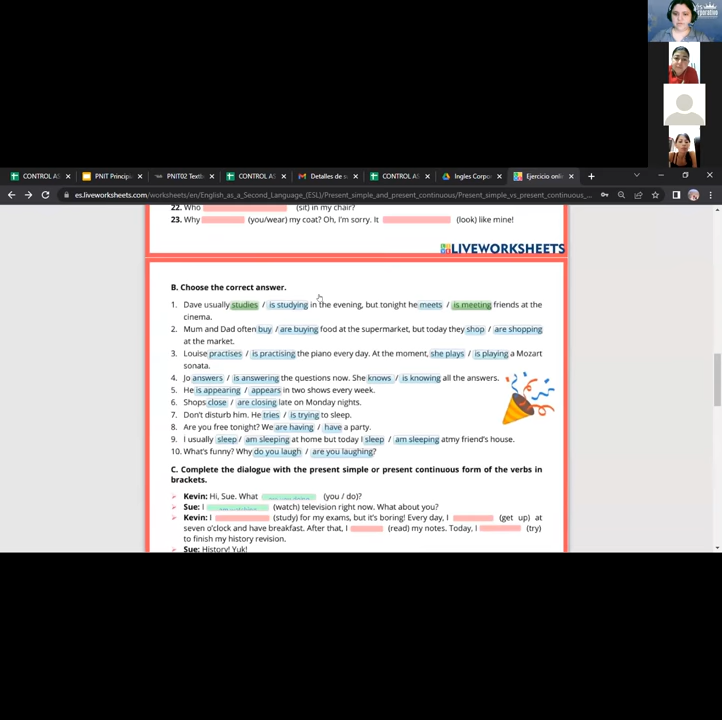 CONTROL AS
PNIT Princip
PNIT02 Textb
CONTROL AS
Detalles de
CONTROL AS
Ingles Corpo
Ejercicio onli
es.liveworksheets.com/worksheets/en/English_as_a_Second_Language_(ESL)/Present_simple_and_present_continuous/Present_simple_vs_present_continuous_...
22. Who (sit) in my chair?
23. Why (you/wear) my coat? Oh, I'm sorry. It (look) like mine!
LIVEWORKSHEETS
B. Choose the correct answer.
1. Dave usually studies / is studying in the evening, but tonight he meets / is meeting friends at the
cinema.
2. Mum and Dad often buy / are buying food at the supermarket, but today they shop / are shopping
at the market.
3. Louise practises / is practising the piano every day. At the moment, she plays / is playing a Mozart
sonata.
4. Jo answers / is answering the questions now. She knows / is knowing all the answers.
5. He is appearing / appears in two shows every week.
6. Shops close / are closing late on Monday nights.
7. Don't disturb him. He tries / is trying to sleep.
8. Are you free tonight? We are having / have a party.
9. I usually sleep / am sleeping at home but today I sleep / am sleeping atmy friend's house.
10. What's funny? Why do you laugh / are you laughing?
C. Complete the dialogue with the present simple or present continuous form of the verbs in
brackets.
Kevin: Hi, Sue. What (you / do)?
Sue: I (watch) television right now. What about you?
Kevin: I (study) for my exams, but it's boring! Every day, I (get up) at
seven o'clock and have breakfast. After that, I (read) my notes. Today, I (try)
to finish my history revision.
Sue: History! Yuk!